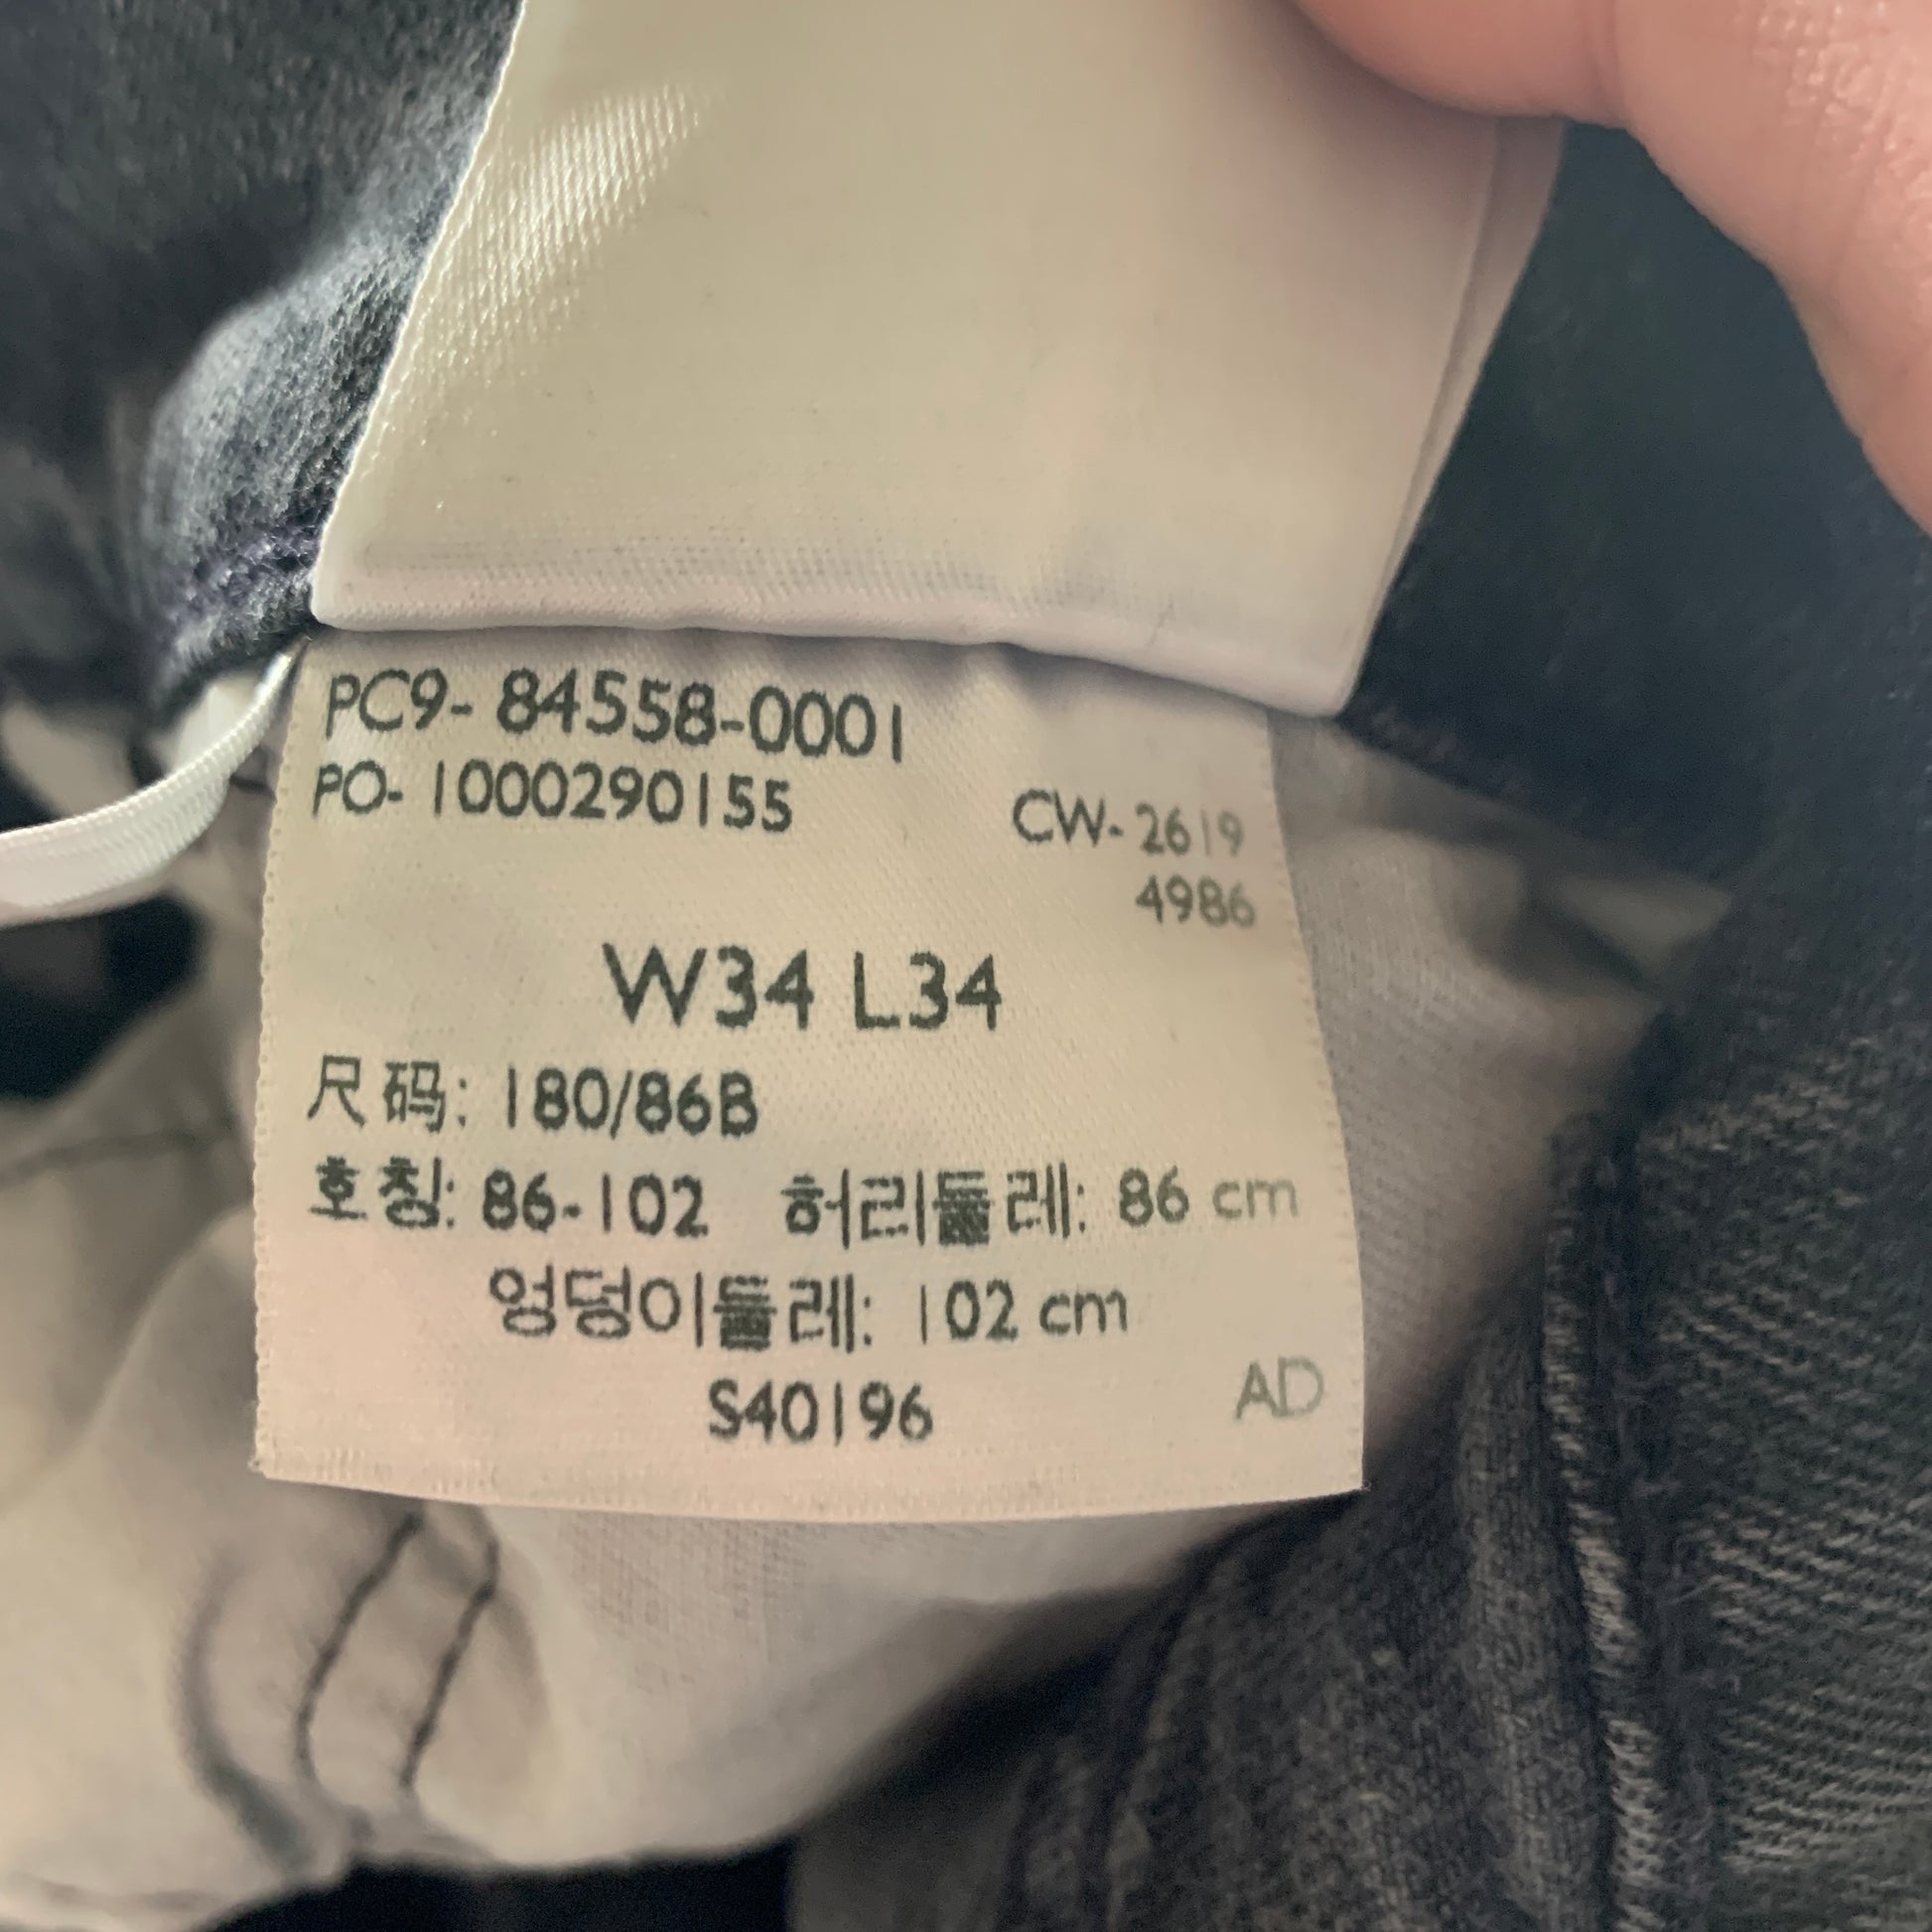 PC9- 84558-0001
PO- 1000290155 CW- 2619
4986
W34 L34
尺码: 180/86B
호칭: 86-102 허리둘레: 86 cm
엉덩이둘레: 102 cm
S40196 AD